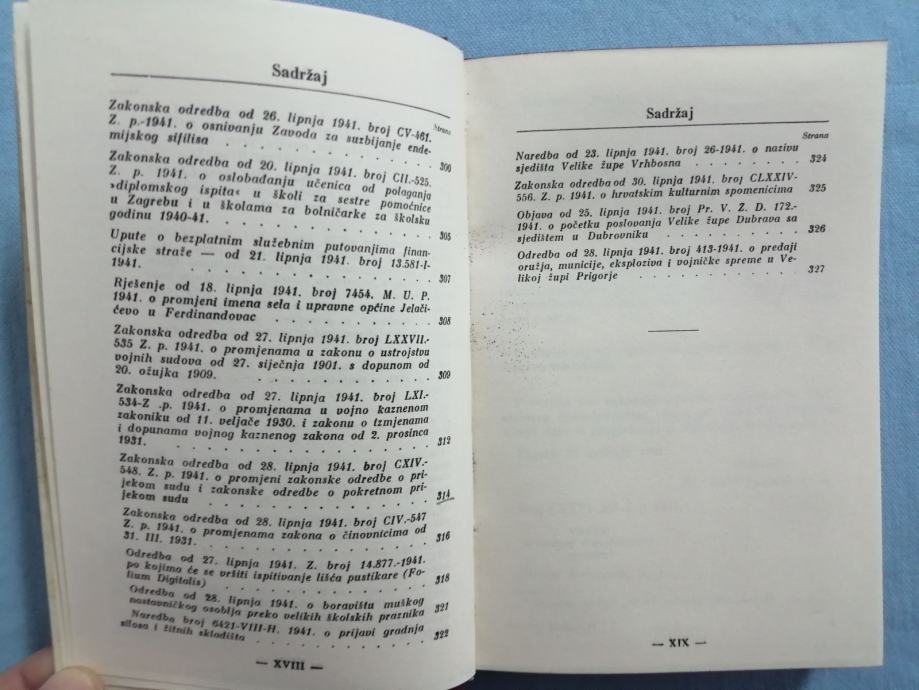 Sadržaj
Strana
Zakonska odredba od 26. lipnja 1941. broj CV-461.
Z. p.-1941. o osnivanju Zavoda za suzbijanje ende-
mijskog sifilisa . . . . . . . . . . 300
Zakonska odredba od 20. lipnja 1941. broj CII.-525.
Z. p. 1941. o oslobađanju učenica od polaganja
»diplomskog ispita« u školi za sestre pomoćnice
u Zagrebu i u školama za bolničarke za školsku
godinu 1940-41. . . . . . . . . . . 305
Upute o bezplatnim službenim putovanjima finan-
cijske straže — od 21. lipnja 1941. broj 13.581-I-
1941. . . . . . . . . . . . 307
Rješenje od 18. lipnja 1941. broj 7454. M. U. P.
1941. o promjeni imena sela i upravne općine Jelači-
ćevo u Ferdinandovac . . . . . . . . 308
Zakonska odredba od 27. lipnja 1941. broj LXXVII.-
535 Z. p. 1941. o promjenama u zakonu o ustrojstvu
vojnih sudova od 27. siječnja 1901. s dopunom od
20. ožujka 1909. . . . . . . . . . 309
Zakonska odredba od 27. lipnja 1941. broj LXI.-
534-Z .p. 1941. o promjenama u vojno kaznenom
zakoniku od 11. veljače 1930. i zakonu o izmjenama
i dopunama vojnog kaznenog zakona od 2. prosinca
1931. . . . . . . . . . . . 312
Zakonska odredba od 28. lipnja 1941. broj CXIV.-
548. Z. p. 1941. o promjeni zakonske odredbe o pri-
jekom sudu i zakonske odredbe o pokretnom pri-
jekom sudu . . . . . . . . . . 314
Zakonska odredba od 28. lipnja 1941. broj CIV.-547
Z. p. 1941. o promjenama zakona o činovnicima od
31. III. 1931. . . . . . . . . . . 316
Odredba od 27. lipnja 1941. Z. broj 14.877.-1941.
po kojima će se vršiti ispitivanje lišća pustikare (Fo-
lium Digitalis) . . . . . . . . . . 318
Odredba od 28. lipnja 1941. o boravištu muškog
nastavničkog osoblja preko velikih školskih praznika 321
Naredba broj 6421-VIII-H. 1941. o prijavi gradnja
silosa i žitnih skladišta . . . . . . . . 322
— XVIII —
Sadržaj
Strana
Naredba od 23. lipnja 1941. broj 26-1941. o nazivu
sjedišta Velike župe Vrhbosna . . . . . . 324
Zakonska odredba od 30. lipnja 1941. broj CLXXIV-
556. Z. p. 1941. o hrvatskim kulturnim spomenicima 325
Objava od 25. lipnja 1941. broj Pr. V. Ž. D. 172.-
1941. o početku poslovanja Velike župe Dubrava sa
sjedištem u Dubrovniku . . . . . . . 326
Odredba od 28. lipnja 1941. broj 413-1941. o predaji
oružja, municije, eksploziva i vojničke spreme u Ve-
likoj župi Prigorje . . . . . . . . 327
— XIX —